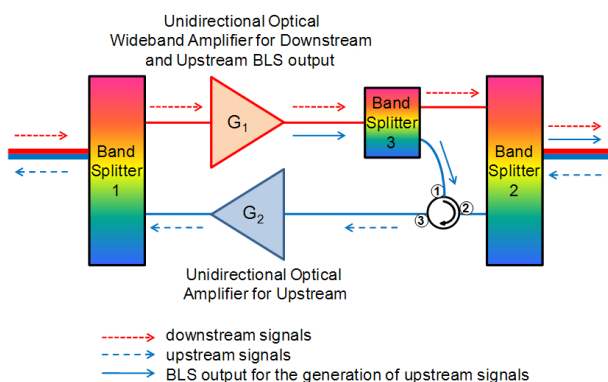 Unidirectional Optical
Wideband Amplifier for Downstream
and Upstream BLS output
Band
Splitter
1
G1
Band
Splitter
3
Band
Splitter
2
①
②
③
G2
Unidirectional Optical
Amplifier for Upstream
downstream signals
upstream signals
BLS output for the generation of upstream signals